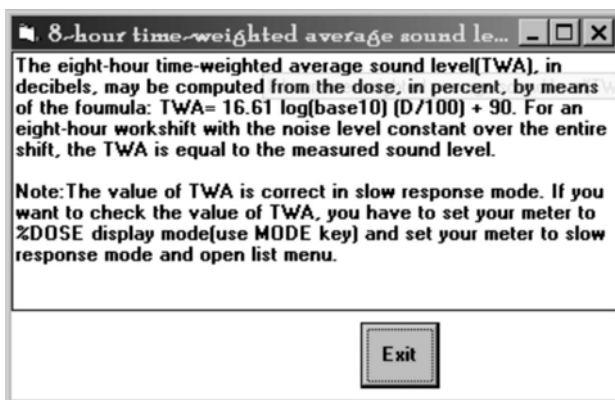 8-hour time-weighted average sound le...
The eight-hour time-weighted average sound level(TWA), in
decibels, may be computed from the dose, in percent, by means
of the foumula: TWA= 16.61 log(base10) (D/100) + 90. For an
eight-hour workshift with the noise level constant over the entire
shift, the TWA is equal to the measured sound level.
Note:The value of TWA is correct in slow response mode. If you
want to check the value of TWA, you have to set your meter to
%DOSE display mode(use MODE key) and set your meter to slow
response mode and open list menu.
Exit